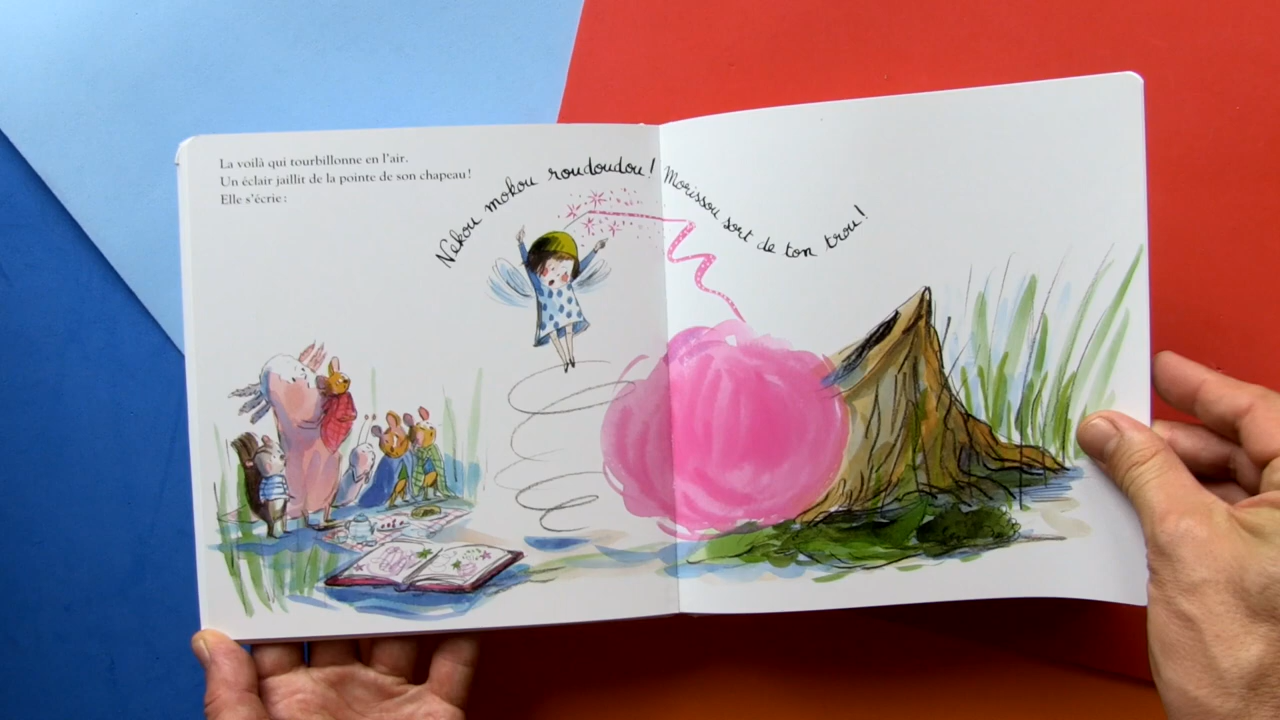 La voilà qui tourbillonne en l'air.
Un éclair jaillit de la pointe de son chapeau !
Elle s'écrie :
Nekou mokou roudoudou ! Morissou sort de ton trou !